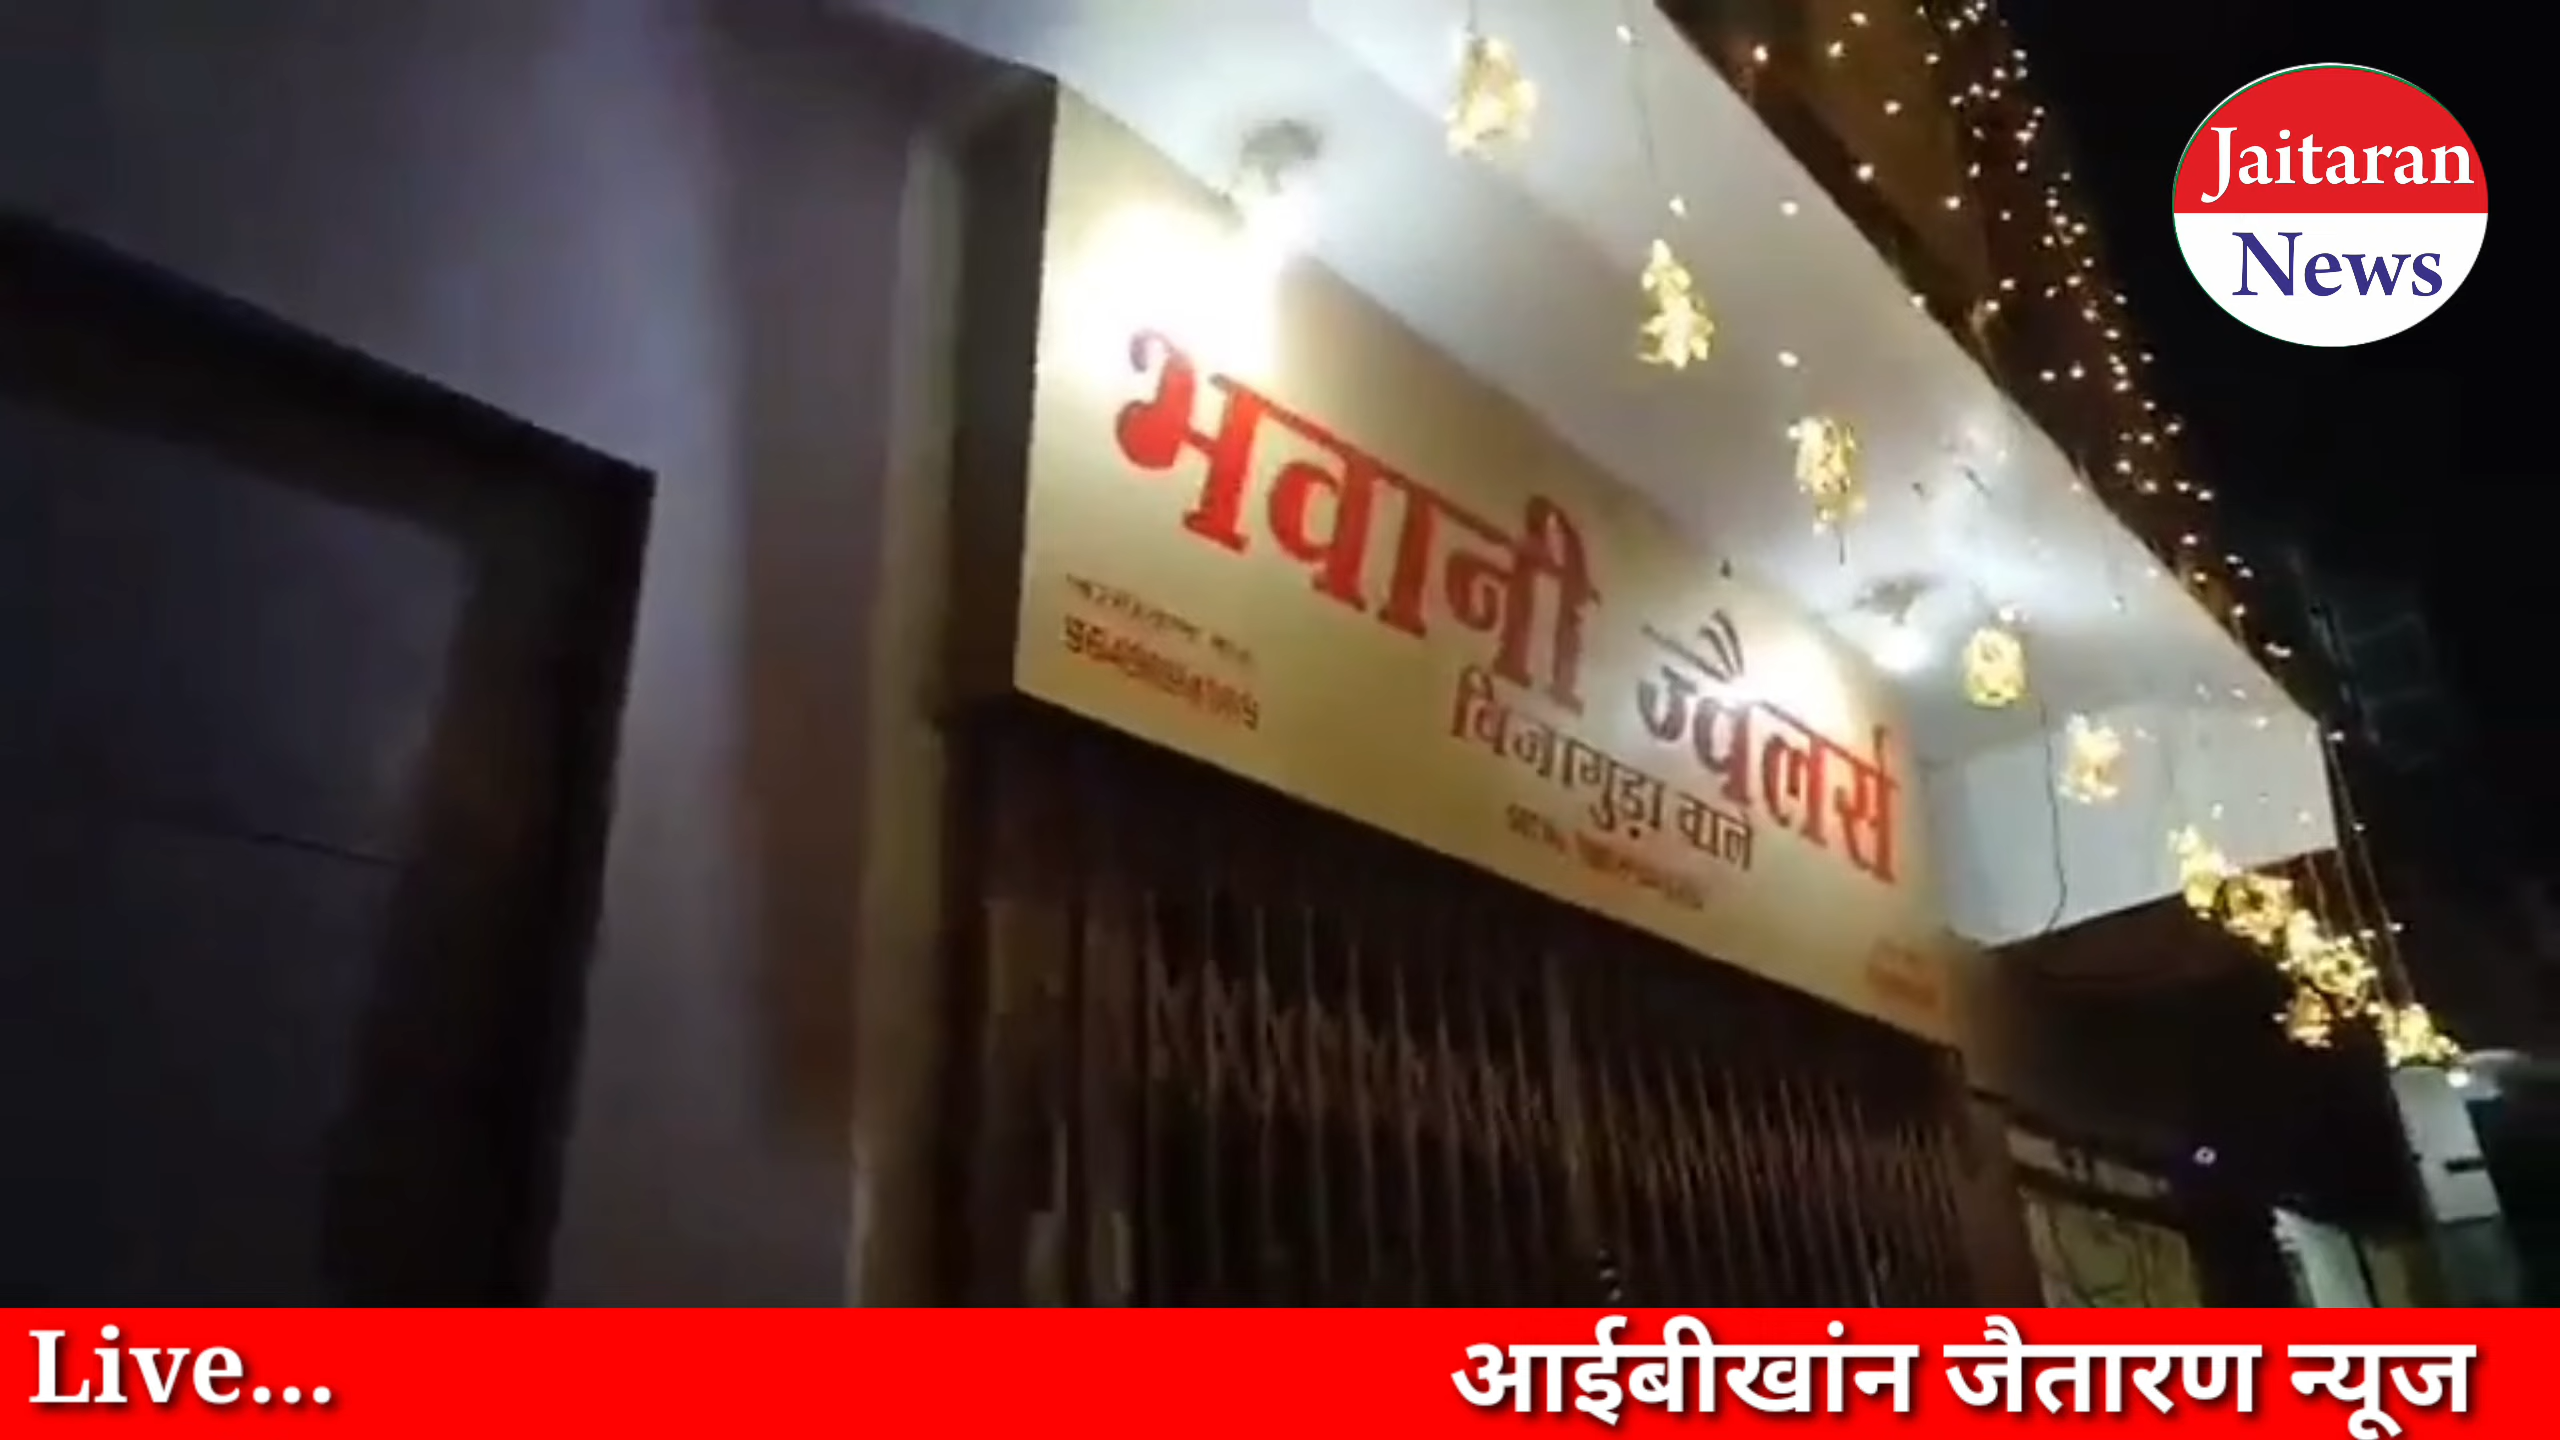 Jaitaran
News
भवानी ज्वैलर्स
विजागुड़ा वाले
Live...
आईबीखांन जैतारण न्यूज